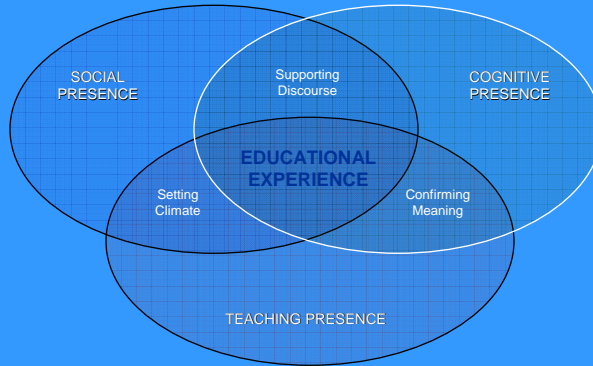 SOCIAL
PRESENCE
Supporting
Discourse
COGNITIVE
PRESENCE
EDUCATIONAL
EXPERIENCE
Setting
Climate
Confirming
Meaning
TEACHING PRESENCE